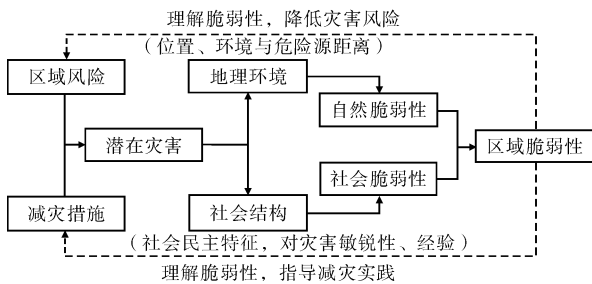 理解脆弱性，降低灾害风险
（位置、环境与危险源距离）
区域风险
地理环境
自然脆弱性
潜在灾害
区域脆弱性
社会脆弱性
减灾措施
社会结构
（社会民主特征，对灾害敏锐性、经验）
理解脆弱性，指导减灾实践